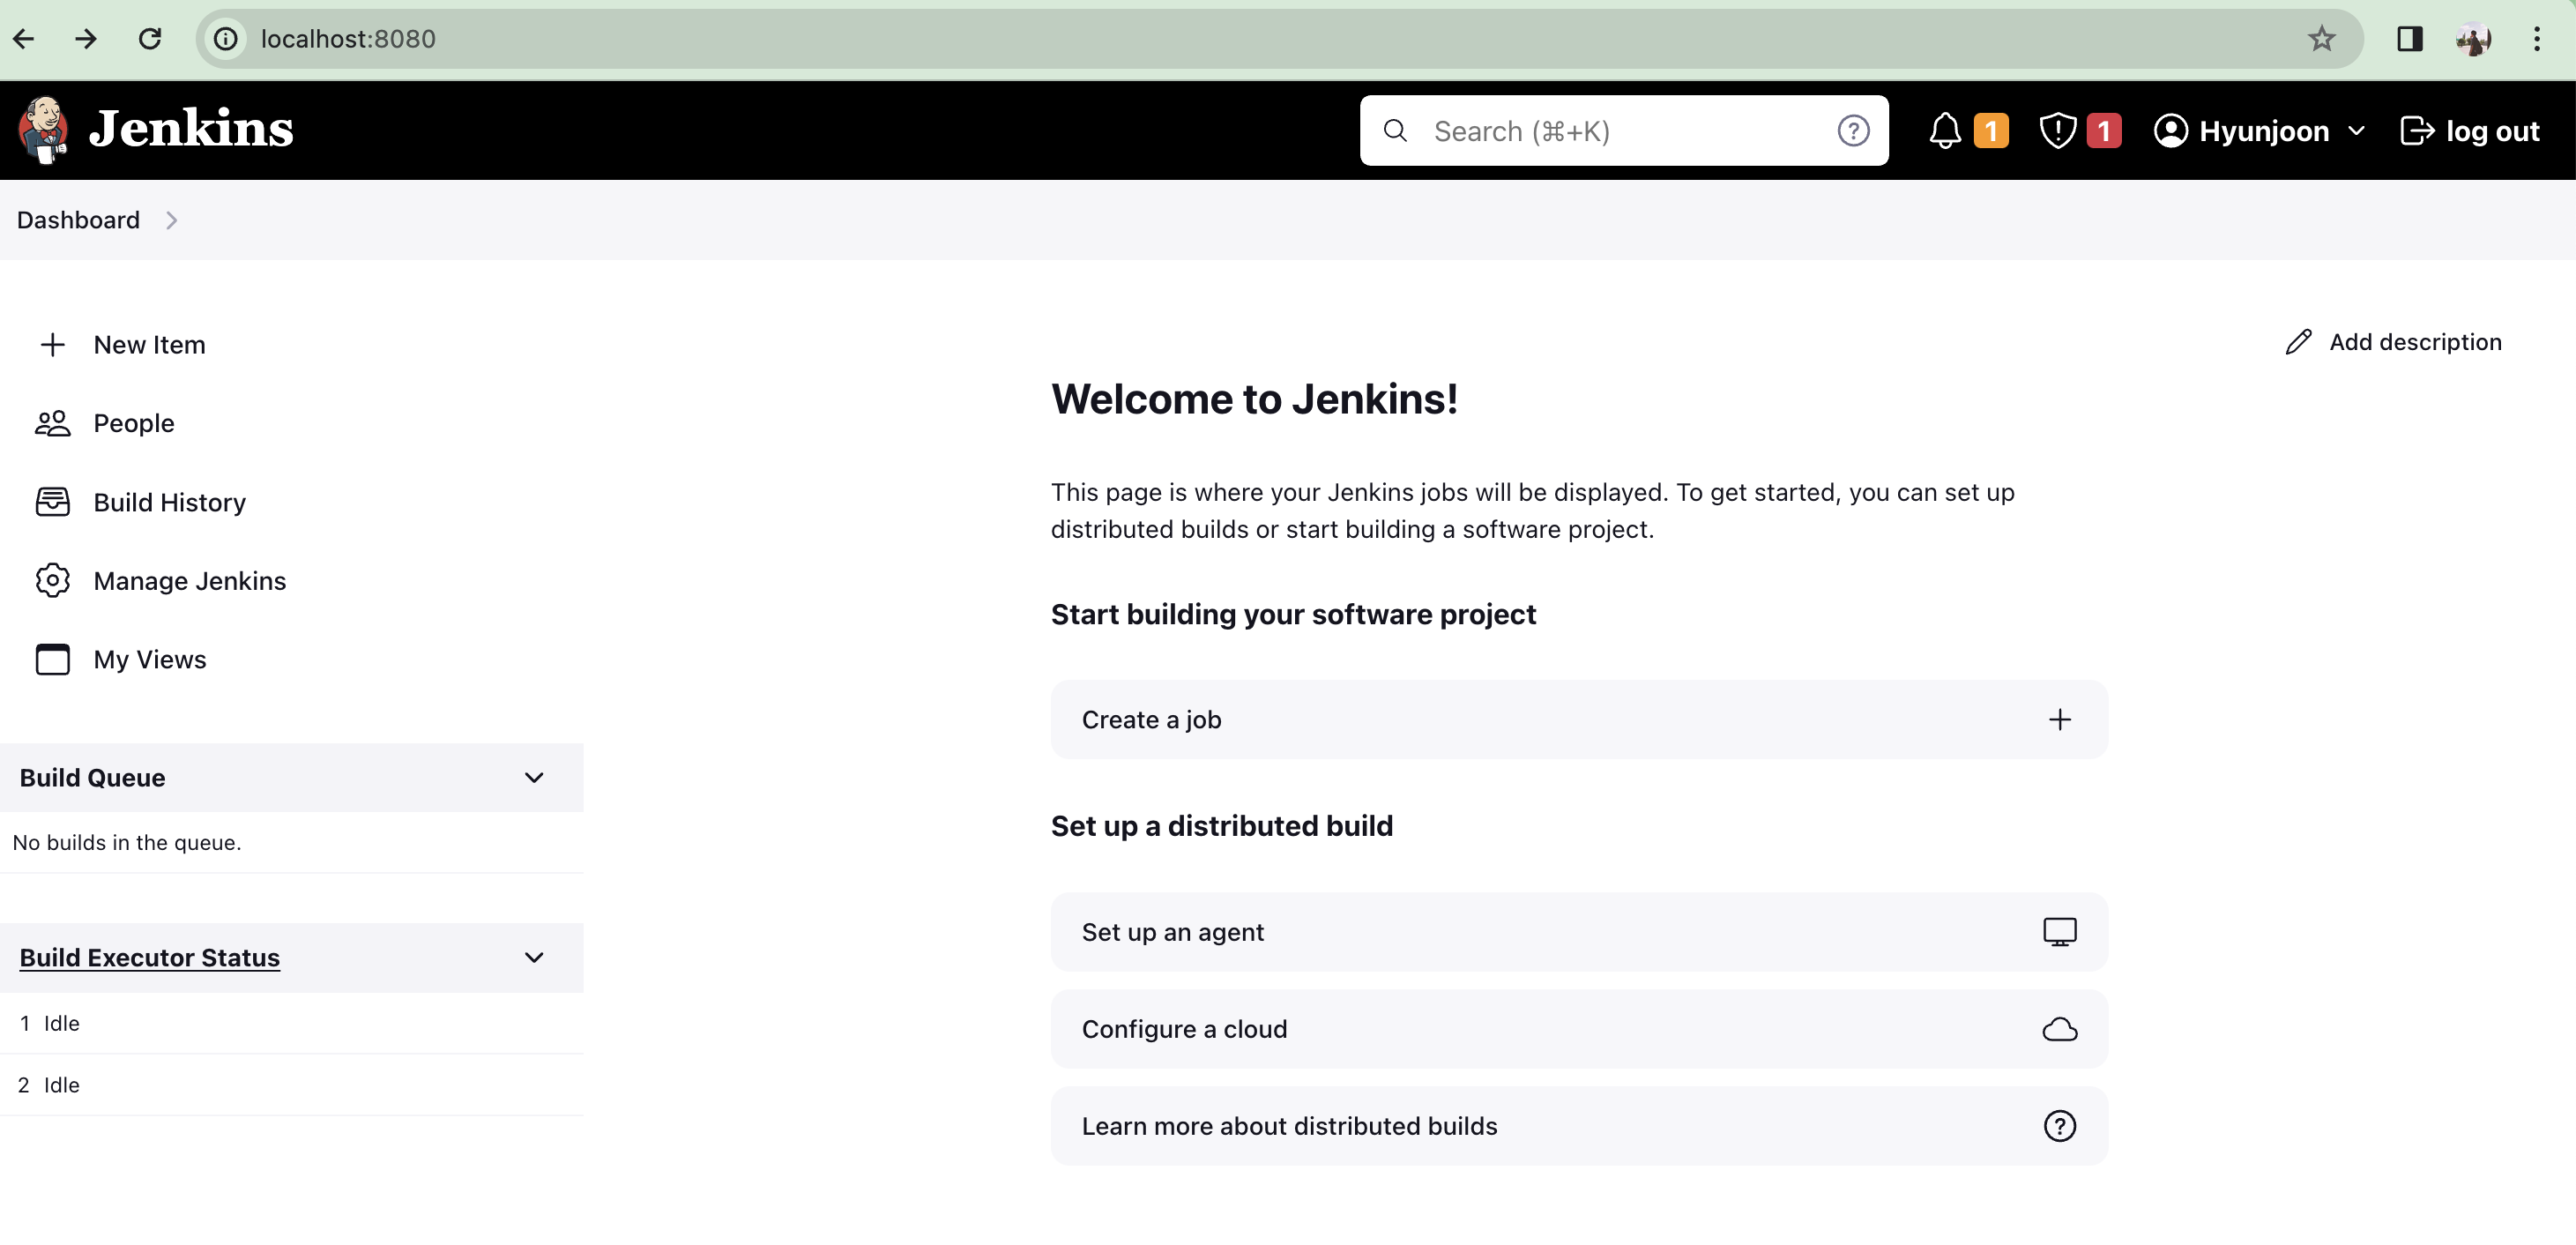 localhost:8080
Jenkins
Search (⌘+K)
1
1
Hyunjoon
log out
Dashboard
New Item
People
Build History
Manage Jenkins
My Views
Build Queue
No builds in the queue.
Build Executor Status
1 Idle
2 Idle
Add description
Welcome to Jenkins!
This page is where your Jenkins jobs will be displayed. To get started, you can set up
distributed builds or start building a software project.
Start building your software project
Create a job
Set up a distributed build
Set up an agent
Configure a cloud
Learn more about distributed builds